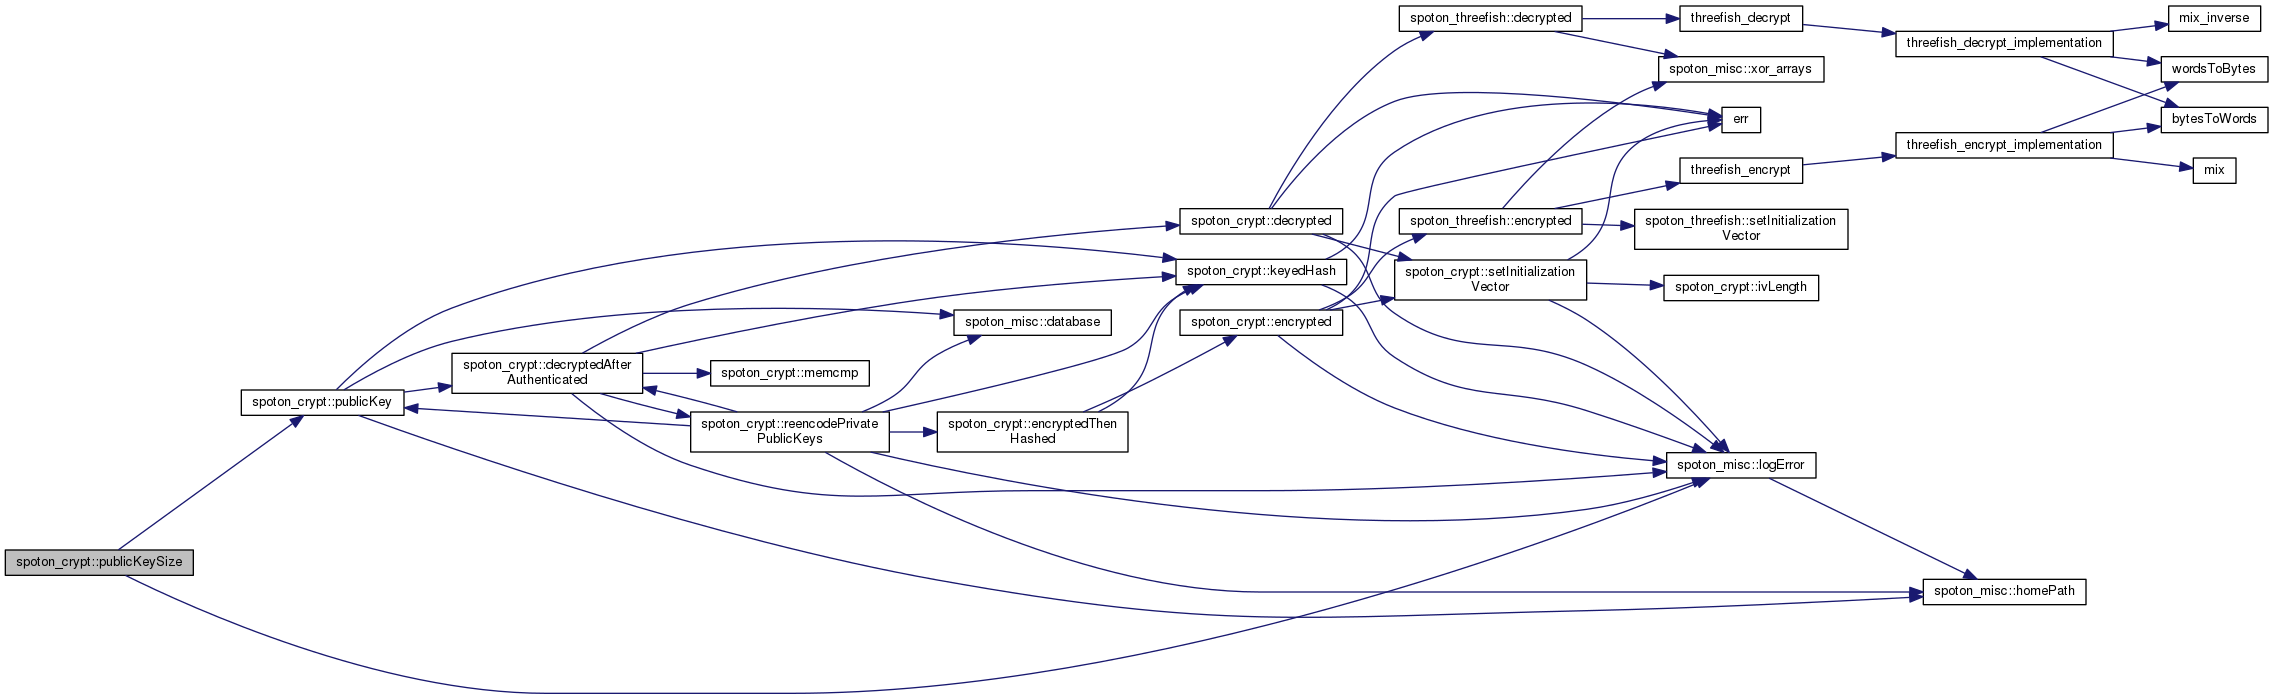 spoton_threefish::decrypted
threefish_decrypt
mix_inverse
threefish_decrypt_implementation
spoton_misc::xor_arrays
wordsToBytes
err
bytesToWords
threefish_encrypt_implementation
threefish_encrypt
mix
spoton_crypt::decrypted
spoton_threefish::encrypted
spoton_threefish::setInitialization
Vector
spoton_crypt::keyedHash
spoton_crypt::setInitialization
Vector
spoton_crypt::ivLength
spoton_misc::database
spoton_crypt::encrypted
spoton_crypt::decryptedAfter
Authenticated
spoton_crypt::memcmp
spoton_crypt::publicKey
spoton_crypt::reencodePrivate
PublicKeys
spoton_crypt::encryptedThen
Hashed
spoton_misc::logError
spoton_crypt::publicKeySize
spoton_misc::homePath